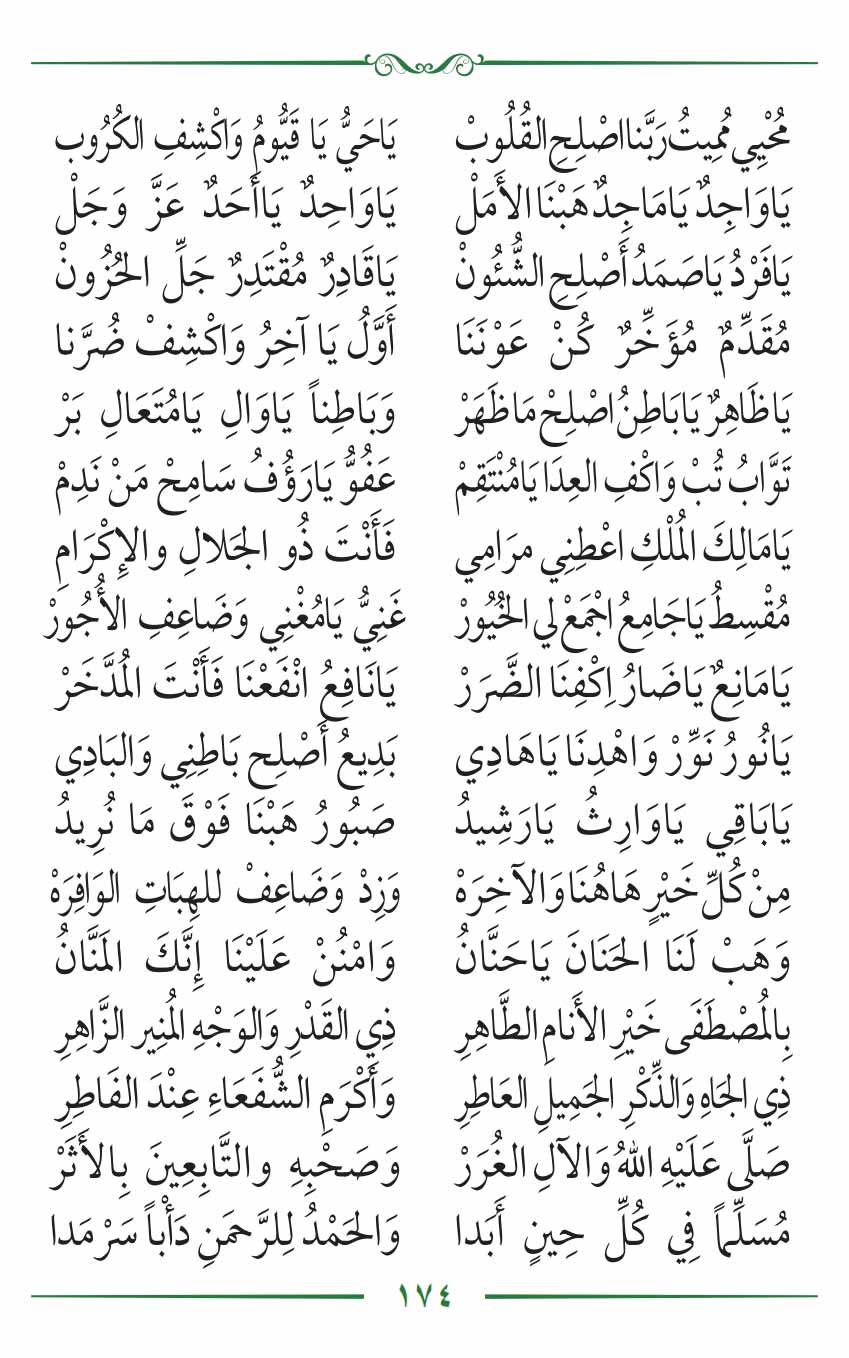 مُحْيِي مُمِيتُ رَبَّنا اصْلِحِ القُلُوبْ يَاحَيُّ يَا قَيُّومُ وَاكْشِفِ الكُرُوب
يَاوَاجِدٌ يَامَاجِدٌ هَبْنَا الأَمَلْ يَاوَاحِدٌ يَاأَحَدٌ عَزَّ وَجَلْ
يَافَرْدُ يَاصَمَدُ أَصْلِحِ الشُّئُونْ يَاقَادِرٌ مُقْتَدِرٌ جَلِّ الحُزُونْ
مُقَدِّمٌ مُؤَخِّرٌ كُنْ عَوْنَنَا أَوَّلُ يَا آخِرُ وَاكْشِفْ ضُرَّنا
يَاظَاهِرٌ يَابَاطِنُ اصْلِحْ مَاظَهَرْ وَبَاطِناً يَاوَالِ يَامُتَعَالِ بَرْ
تَوَّابُ تُبْ وَاكْفِ العِدَا يَامُنْتَقِمْ عَفُوُّ يَارَؤُفُ سَامِحْ مَنْ نَدِمْ
يَامَالِكَ المُلْكِ اعْطِنِي مرَامِي فَأَنْتَ ذُو الجَلالِ والإِكْرَامِ
مُقْسِطُ يَاجَامِعُ اجْمَعْ لي الخُيُورْ غَنِيُّ يَامُغْنِي وَضَاعِفِ الأُجُورْ
يَامَانِعٌ يَاضَارُ اِكْفِنَا الضَّرَرْ يَانَافِعُ انْفَعْنَا فَأَنْتَ المُدَّخَرْ
يَانُورُ نَوِّرْ وَاهْدِنَا يَاهَادِي بَدِيعُ أَصْلِح بَاطِنِي وَالبَادِي
يَابَاقِي يَاوَارِثُ يَارَشِيدُ صَبُورُ هَبْنَا فَوْقَ مَا نُرِيدُ
مِنْ كُلِّ خَيْرٍ هَاهُنَا وَالآخِرَهْ وَزِدْ وَضَاعِفْ للهِبَاتِ الوَافِرَهْ
وَهَبْ لَنَا الحَنَانَ يَاحَنَّانُ وَامْنُنْ عَلَيْنَا إِنَّكَ المَنَّانُ
بِالمُصْطَفَى خَيْرِ الأَنامِ الطَّاهِرِ ذِي القَدْرِ وَالوَجْهِ المُنِير الزَّاهِرِ
ذِي الجَاهِ وَالذِّكْرِ الجَمِيلِ العَاطِرِ وَأَكْرَمِ الشُّفَعَاءِ عِنْدَ الفَاطِرِ
صَلَّى عَلَيْهِ اللهُ وَالآلِ الغُرَرْ وَصَحْبِهِ والتَّابِعِينَ بِالأَثَرْ
مُسَلِّماً فِي كُلِّ حِينٍ أَبَدا وَالحَمْدُ لِلرَّحمَنِ دَأْباً سَرْمَدا
١٧٤